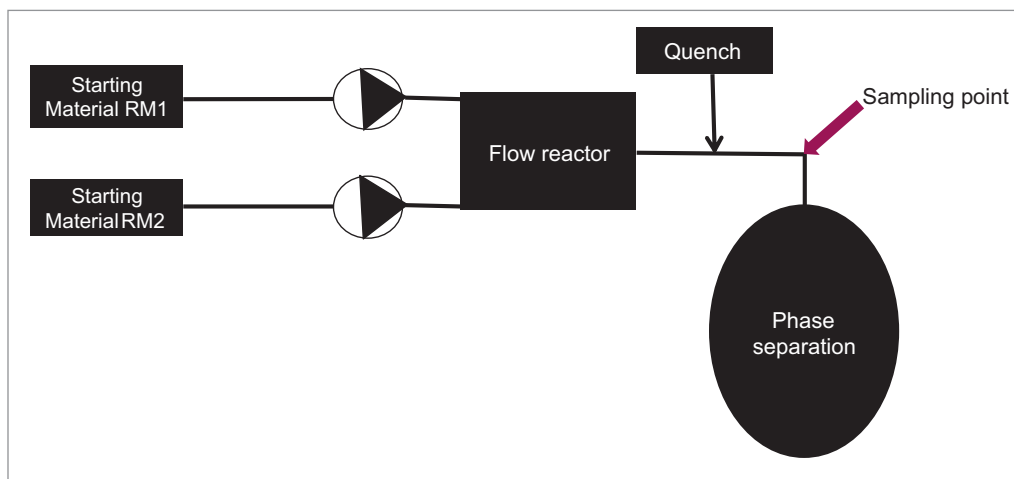 Starting
Material RM1
Starting
Material RM2
Flow reactor
Quench
Sampling point
Phase
separation